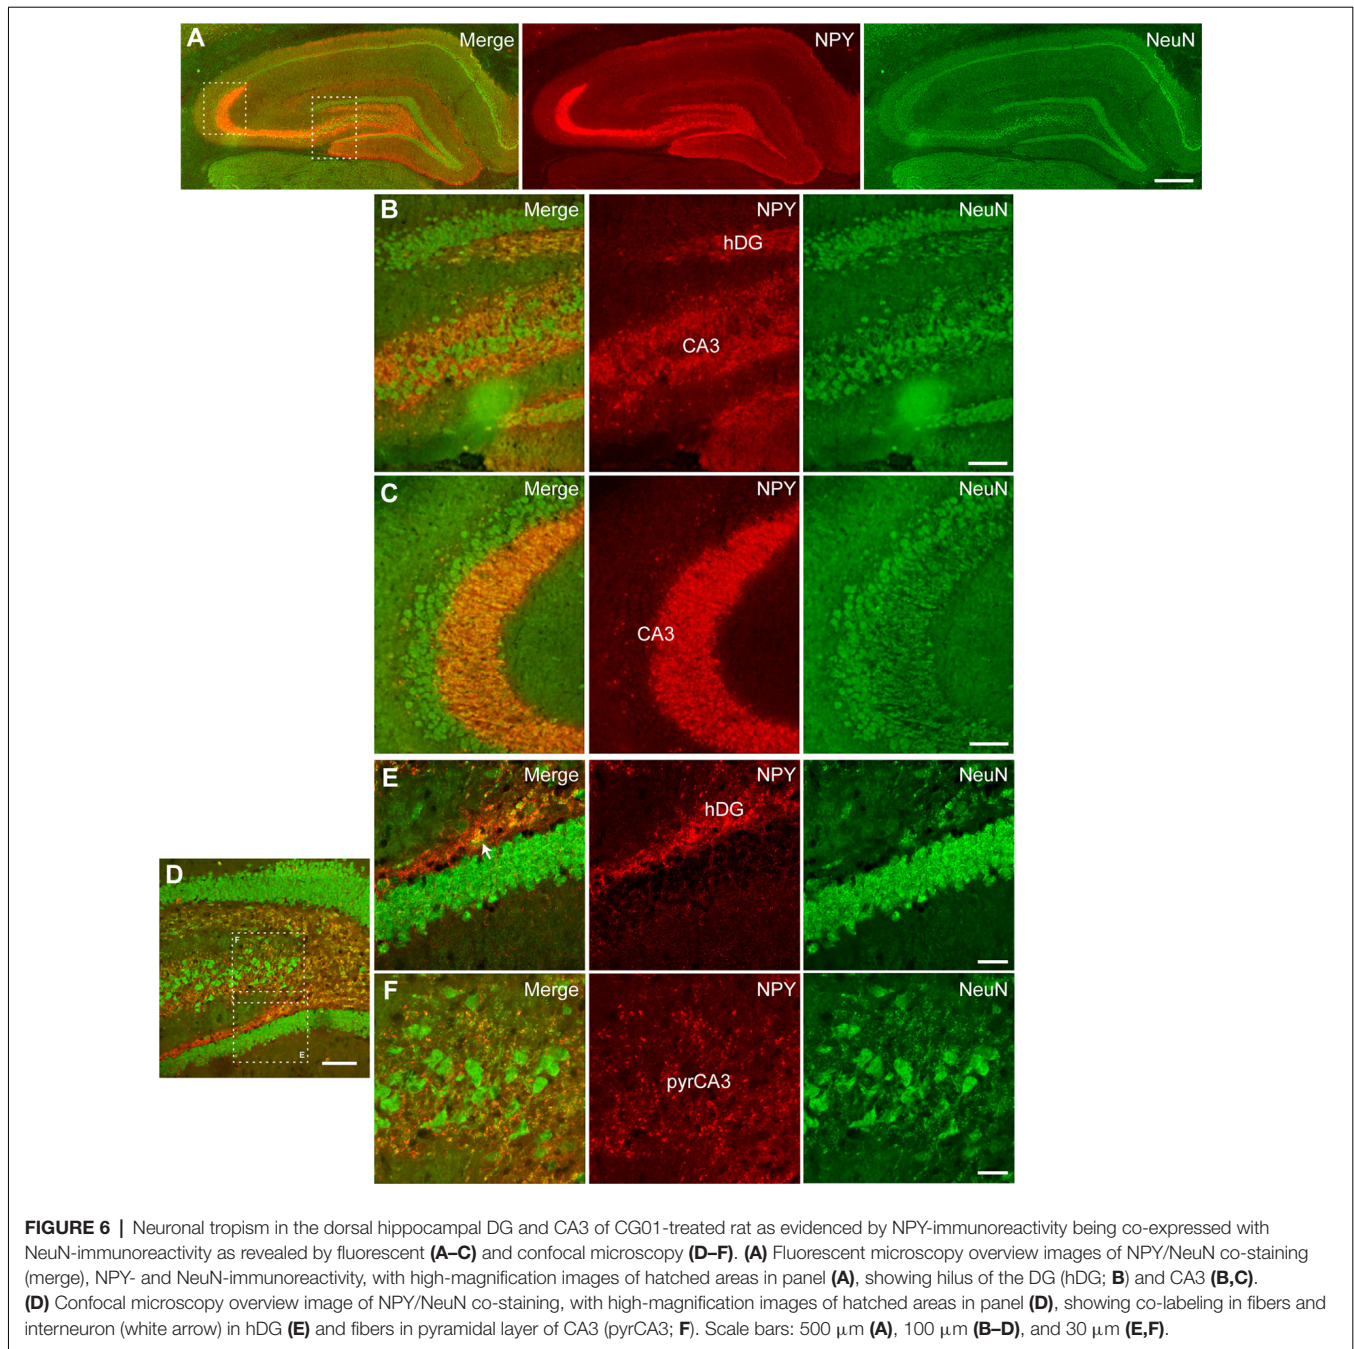 A Merge NPY NeuN
B Merge NPY NeuN
hDG
CA3
C Merge NPY NeuN
CA3
E Merge NPY NeuN
hDG
D
F
E
F Merge NPY NeuN
pyrCA3
FIGURE 6 | Neuronal tropism in the dorsal hippocampal DG and CA3 of CG01-treated rat as evidenced by NPY-immunoreactivity being co-expressed with
NeuN-immunoreactivity as revealed by fluorescent (A–C) and confocal microscopy (D–F). (A) Fluorescent microscopy overview images of NPY/NeuN co-staining
(merge), NPY- and NeuN-immunoreactivity, with high-magnification images of hatched areas in panel (A), showing hilus of the DG (hDG; B) and CA3 (B,C).
(D) Confocal microscopy overview image of NPY/NeuN co-staining, with high-magnification images of hatched areas in panel (D), showing co-labeling in fibers and
interneuron (white arrow) in hDG (E) and fibers in pyramidal layer of CA3 (pyrCA3; F). Scale bars: 500 μm (A), 100 μm (B–D), and 30 μm (E,F).